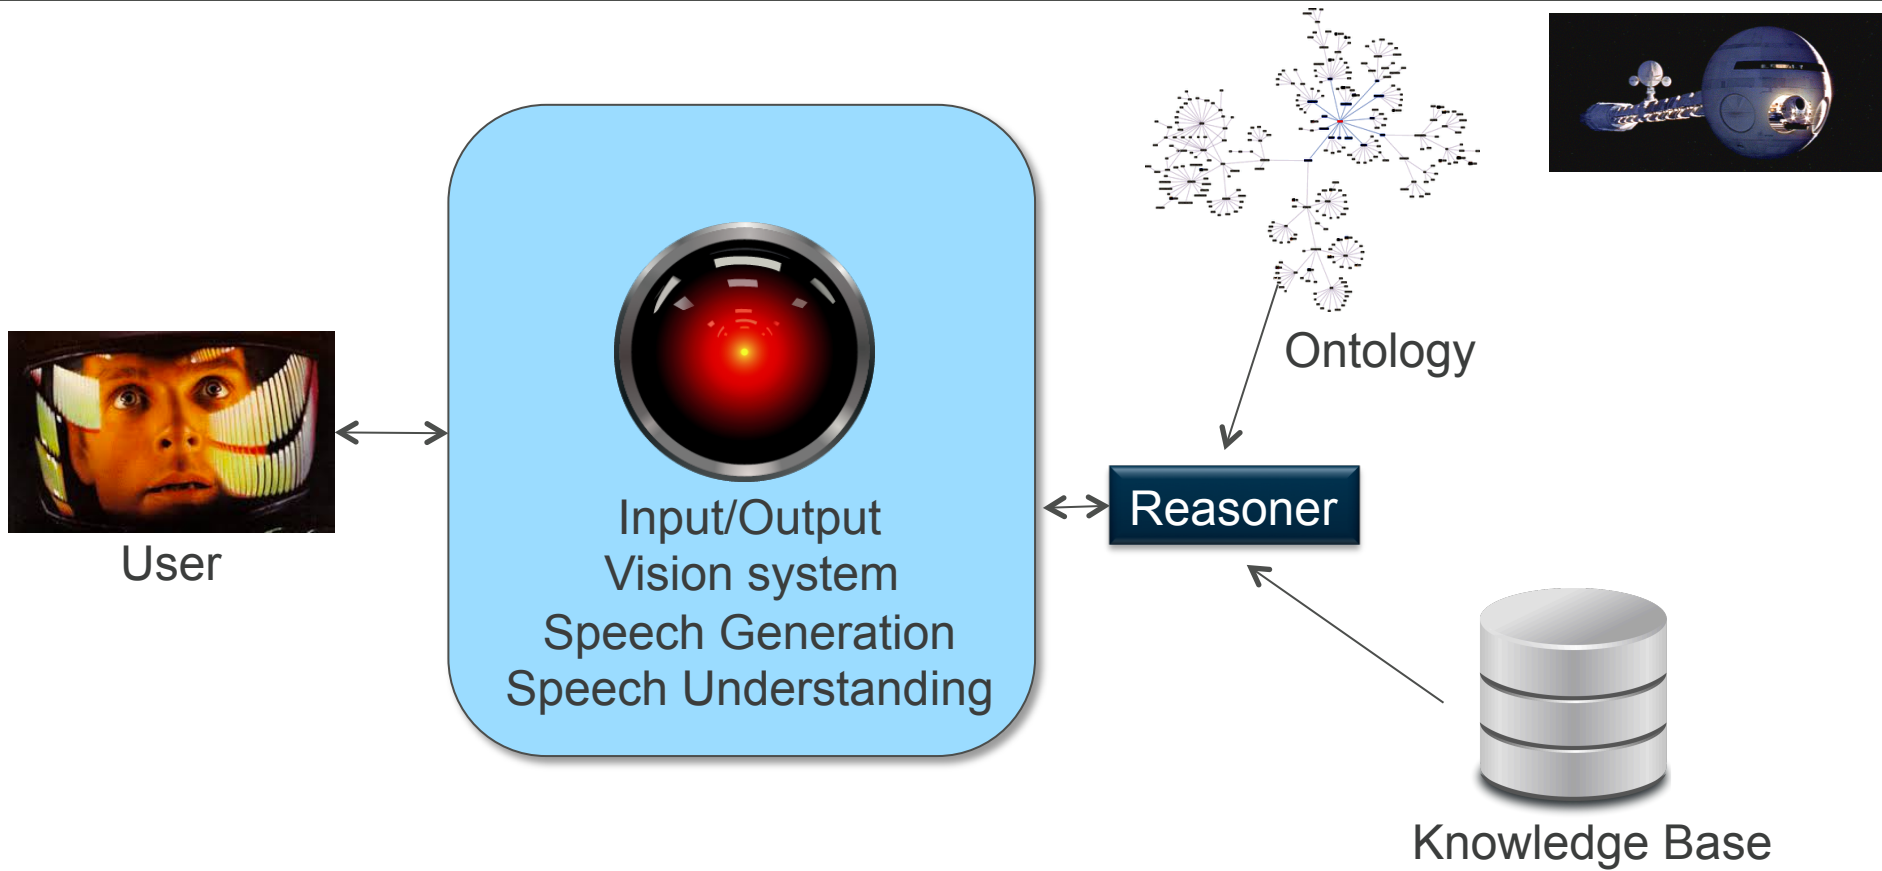 User
Input/Output
Vision system
Speech Generation
Speech Understanding
Ontology
Reasoner
Knowledge Base